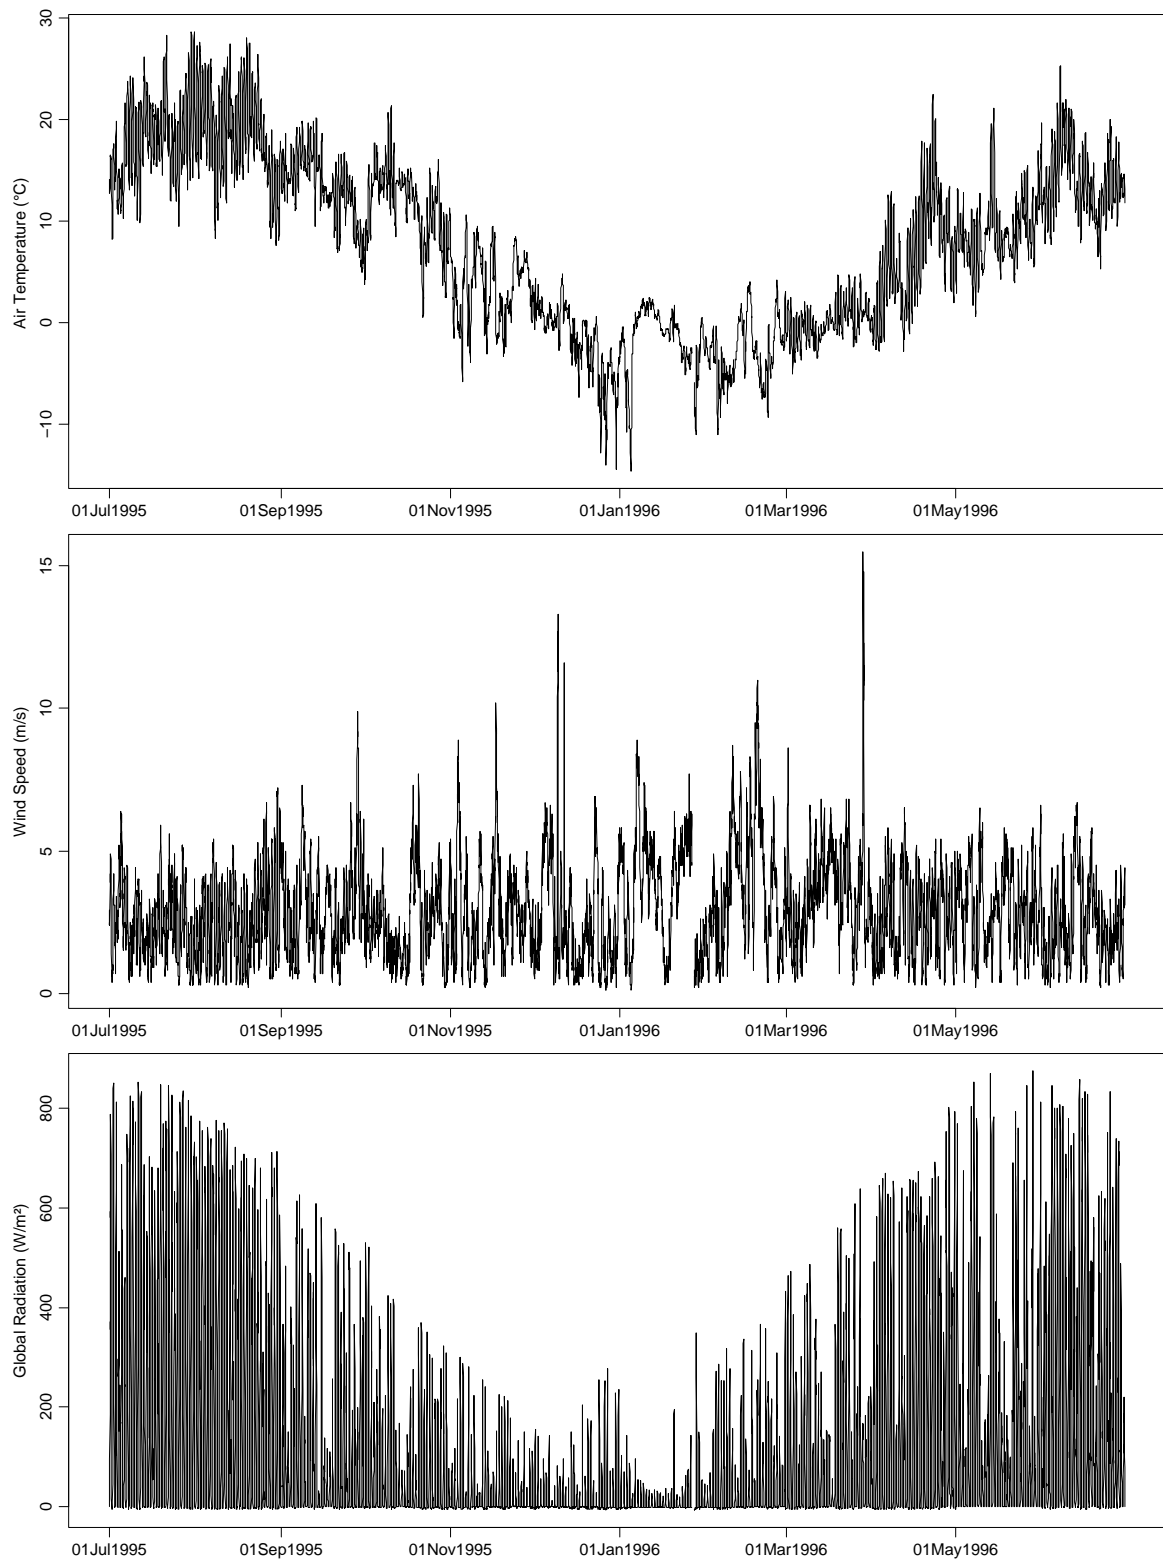 Air Temperature (°C)
30
20
10
0
−10
01Jul1995 01Sep1995 01Nov1995 01Jan1996 01Mar1996 01May1996
Wind Speed (m/s)
15
10
5
0
01Jul1995 01Sep1995 01Nov1995 01Jan1996 01Mar1996 01May1996
Global Radiation (W/m²)
800
600
400
200
0
01Jul1995 01Sep1995 01Nov1995 01Jan1996 01Mar1996 01May1996